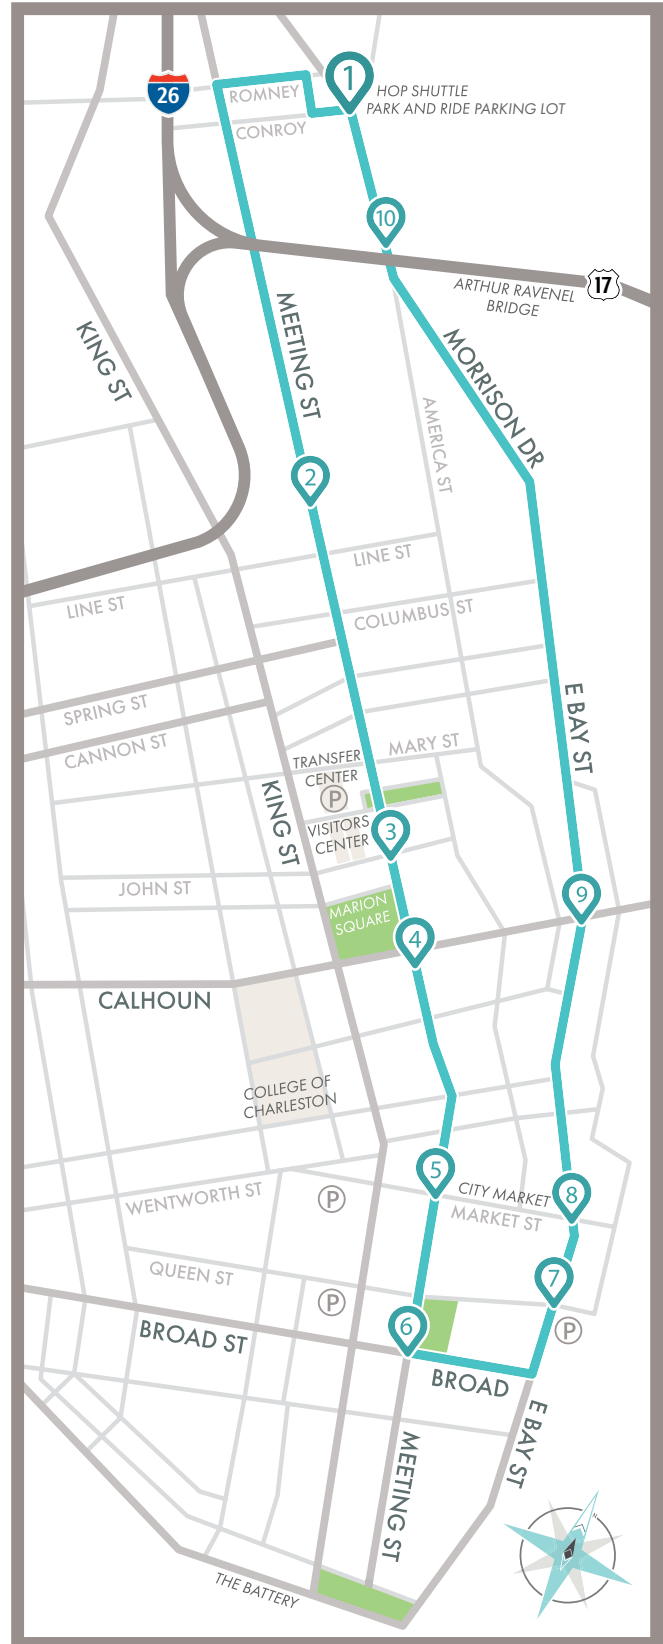 1
HOP SHUTTLE
PARK AND RIDE PARKING LOT
26
ROMNEY
CONROY
10
17
ARTHUR RAVENEL
BRIDGE
KING ST
MEETING ST
MORRISON DR
AMERICA ST
2
LINE ST
LINE ST
COLUMBUS ST
SPRING ST
CANNON ST
E BAY ST
MARY ST
TRANSFER
CENTER
P
KING ST
VISITORS
CENTER
3
JOHN ST
9
MARION
SQUARE
4
CALHOUN
COLLEGE OF
CHARLESTON
5
CITY MARKET
8
WENTWORTH ST
P
MARKET ST
QUEEN ST
7
P
6
P
BROAD ST
BROAD
E BAY ST
MEETING ST
N
THE BATTERY